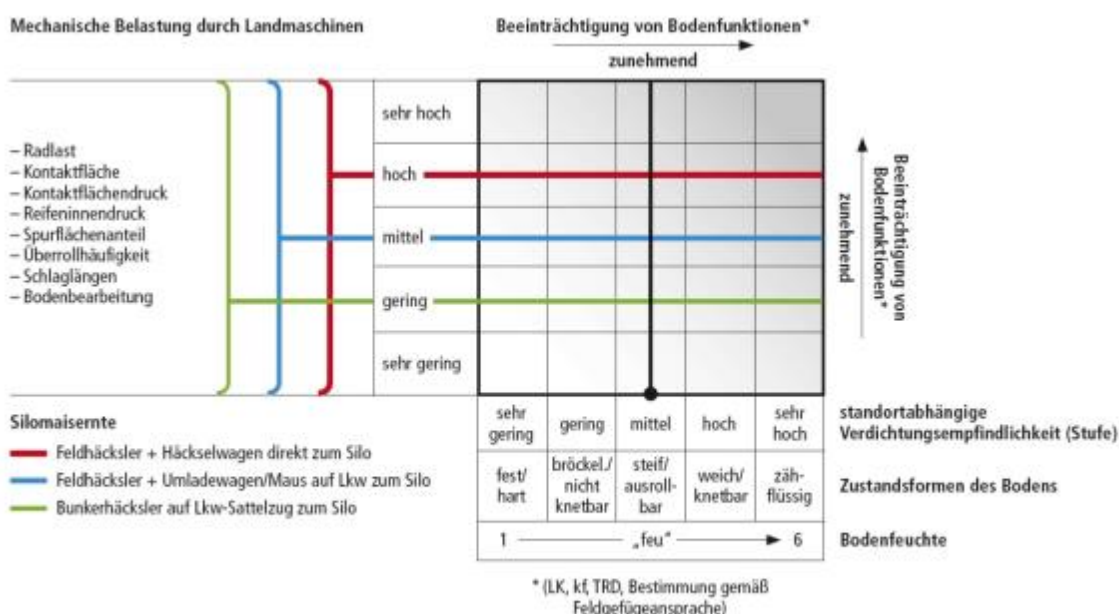 Mechanische Belastung durch Landmaschinen
Beeinträchtigung von Bodenfunktionen*
zunehmend
– Radlast
– Kontaktfläche
– Kontaktflächendruck
– Reifeninnendruck
– Spurflächenanteil
– Überrollhäufigkeit
– Schlaglängen
– Bodenbearbeitung
sehr hoch
hoch
mittel
gering
sehr gering
Beeinträchtigung von
Bodenfunktionen*
zunehmend
Silomaisernte
Feldhäcksler + Häckselwagen direkt zum Silo
Feldhäcksler + Umladewagen/Maus auf Lkw zum Silo
Bunkerhäcksler auf Lkw-Sattelzug zum Silo
sehr
gering
gering
mittel
hoch
sehr
hoch
standortabhängige
Verdichtungsempfindlichkeit (Stufe)
fest/
hart
bröckel./
nicht
knetbar
steif/
ausroll-
bar
weich/
knetbar
zäh-
flüssig
Zustandsformen des Bodens
1
„feu“
6
Bodenfeuchte
* (LK, kf, TRD, Bestimmung gemäß
Feldgefügeansprache)